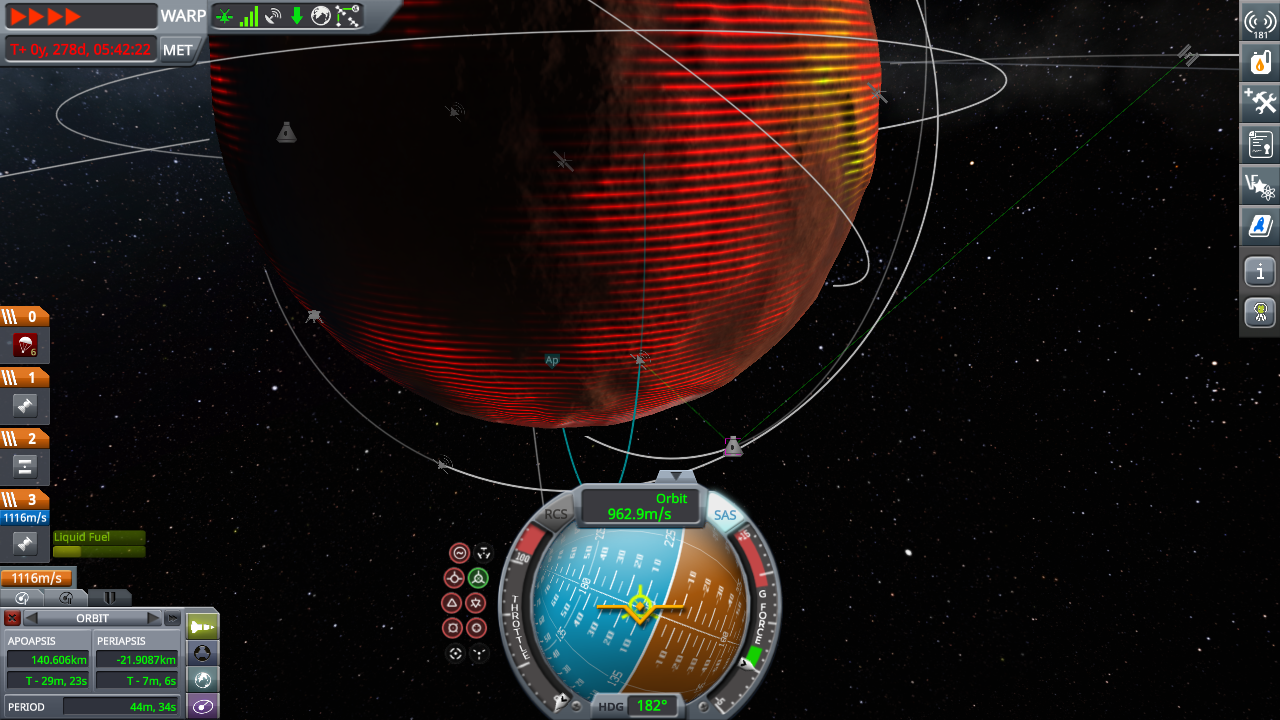 WARP
T+ 0y, 278d, 05:42:22
MET
181
0
6
1
2
3
1116m/s
Liquid Fuel
1116m/s
ORBIT
APOAPSIS
PERIAPSIS
140.606km
-21.9087km
T - 29m, 23s
T - 7m, 6s
PERIOD
44m, 34s
Ap
Orbit
962.9m/s
RCS
SAS
THROTTLE
100
G FORCE
+15
HDG
182°